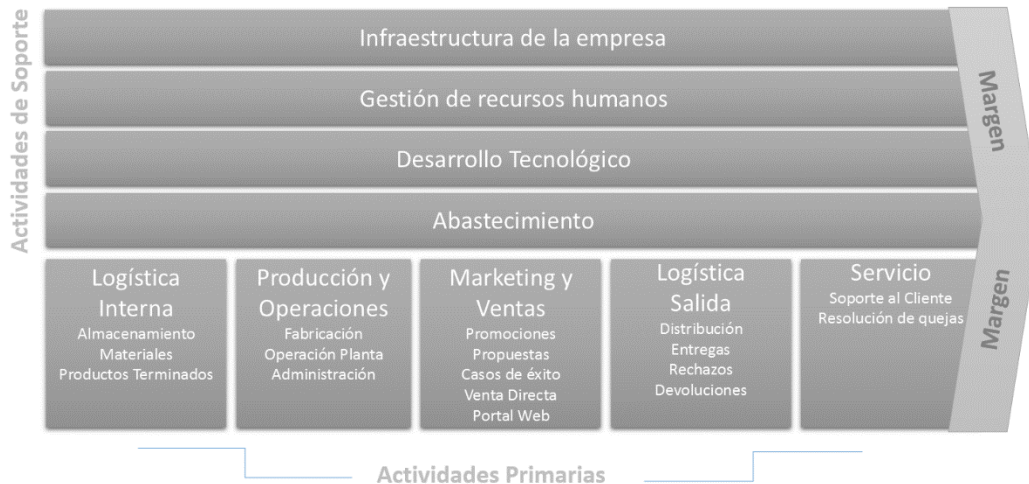 Actividades de Soporte
Infraestructura de la empresa
Gestión de recursos humanos
Desarrollo Tecnológico
Abastecimiento
Margen
Margen
Logística
Interna
Almacenamiento
Materiales
Productos Terminados
Producción y
Operaciones
Fabricación
Operación Planta
Administración
Marketing y
Ventas
Promociones
Propuestas
Casos de éxito
Venta Directa
Portal Web
Logística
Salida
Distribución
Entregas
Rechazos
Devoluciones
Servicio
Soporte al Cliente
Resolución de quejas
Actividades Primarias